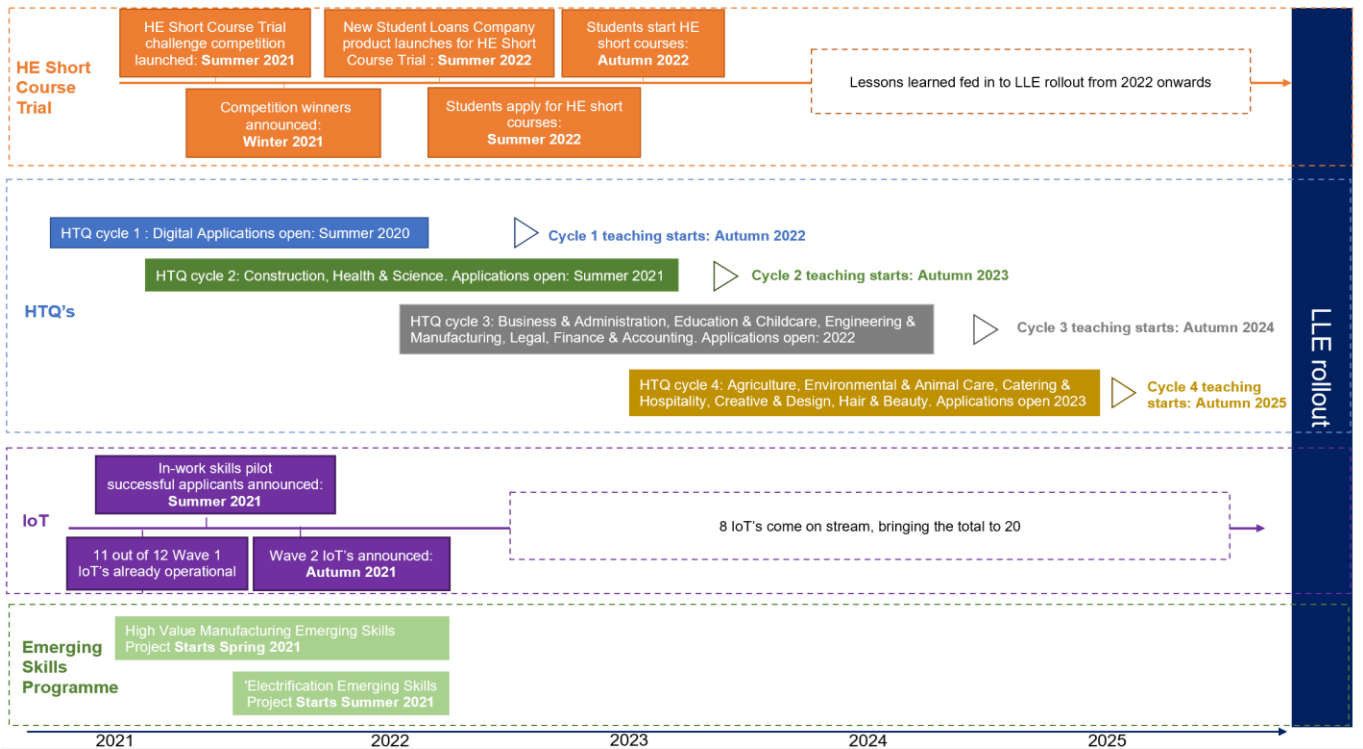 HE Short
Course
Trial
HE Short Course Trial
challenge competition
launched: Summer 2021
New Student Loans Company
product launches for HE Short
Course Trial : Summer 2022
Students start HE
short courses:
Autumn 2022
Competition winners
announced:
Winter 2021
Students apply for HE short
courses:
Summer 2022
Lessons learned fed in to LLE rollout from 2022 onwards
HTQ's
HTQ cycle 1 : Digital Applications open: Summer 2020
Cycle 1 teaching starts: Autumn 2022
HTQ cycle 2: Construction, Health & Science. Applications open: Summer 2021
Cycle 2 teaching starts: Autumn 2023
HTQ cycle 3: Business & Administration, Education & Childcare, Engineering &
Manufacturing, Legal, Finance & Accounting. Applications open: 2022
Cycle 3 teaching starts: Autumn 2024
HTQ cycle 4: Agriculture, Environmental & Animal Care, Catering &
Hospitality, Creative & Design, Hair & Beauty. Applications open 2023
Cycle 4 teaching
starts: Autumn 2025
LLE rollout
IoT
In-work skills pilot
successful applicants announced:
Summer 2021
11 out of 12 Wave 1
IoT's already operational
Wave 2 IoT's announced:
Autumn 2021
8 IoT's come on stream, bringing the total to 20
Emerging
Skills
Programme
High Value Manufacturing Emerging Skills
Project Starts Spring 2021
'Electrification Emerging Skills
Project Starts Summer 2021
2021
2022
2023
2024
2025